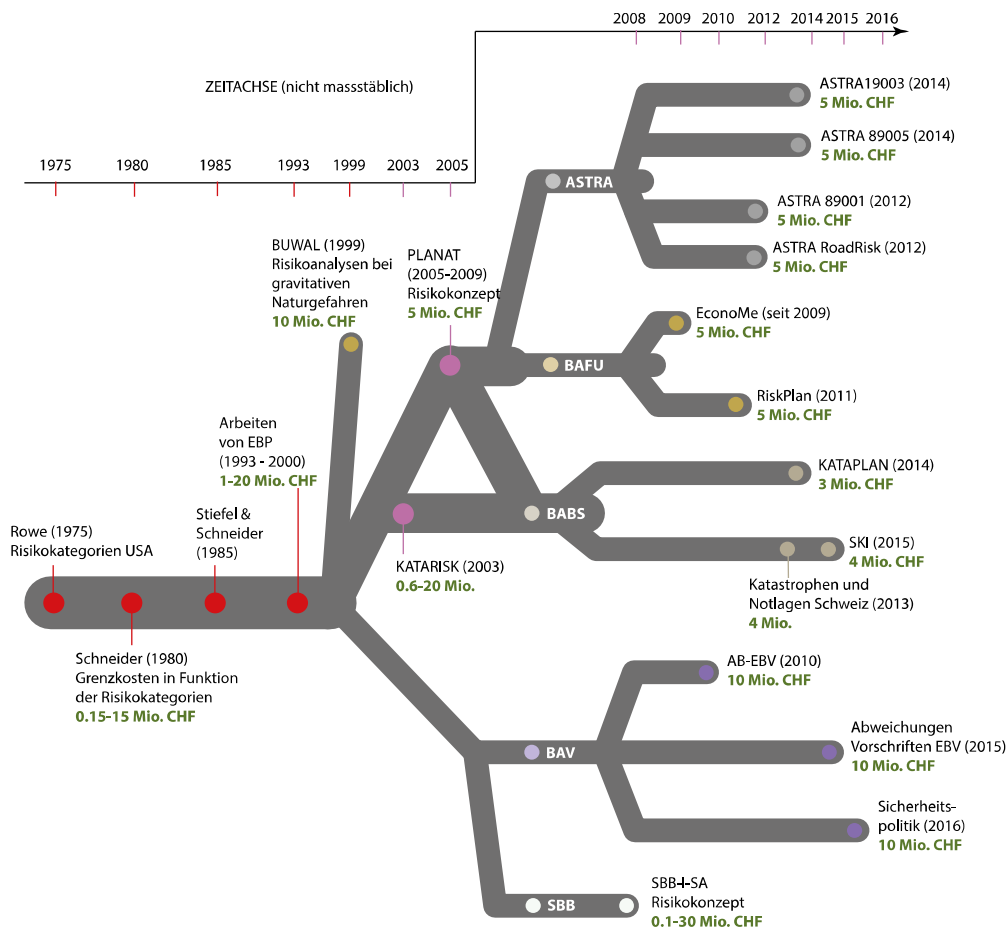 2008 2009 2010 2012 2014 2015 2016
ZEITACHSE (nicht massstäblich)
1975 1980 1985 1993 1999 2003 2005
ASTRA19003 (2014)
5 Mio. CHF
ASTRA 89005 (2014)
5 Mio. CHF
ASTRA
ASTRA 89001 (2012)
5 Mio. CHF
ASTRA RoadRisk (2012)
5 Mio. CHF
BUWAL (1999)
Risikoanalysen bei
gravitativen
Naturgefahren
10 Mio. CHF
PLANAT
(2005-2009)
Risikokonzept
5 Mio. CHF
EconoMe (seit 2009)
5 Mio. CHF
BAFU
RiskPlan (2011)
5 Mio. CHF
Arbeiten
von EBP
(1993 - 2000)
1-20 Mio. CHF
KATAPLAN (2014)
3 Mio. CHF
BABS
Stiefel &
Schneider
(1985)
Rowe (1975)
Risikokategorien USA
SKI (2015)
4 Mio. CHF
KATARISK (2003)
0.6-20 Mio.
Katastrophen und
Notlagen Schweiz (2013)
4 Mio.
Schneider (1980)
Grenzkosten in Funktion
der Risikokategorien
0.15-15 Mio. CHF
AB-EBV (2010)
10 Mio. CHF
BAV
Abweichungen
Vorschriften EBV (2015)
10 Mio. CHF
Sicherheits-
politik (2016)
10 Mio. CHF
SBB
SBB-I-SA
Risikokonzept
0.1-30 Mio. CHF